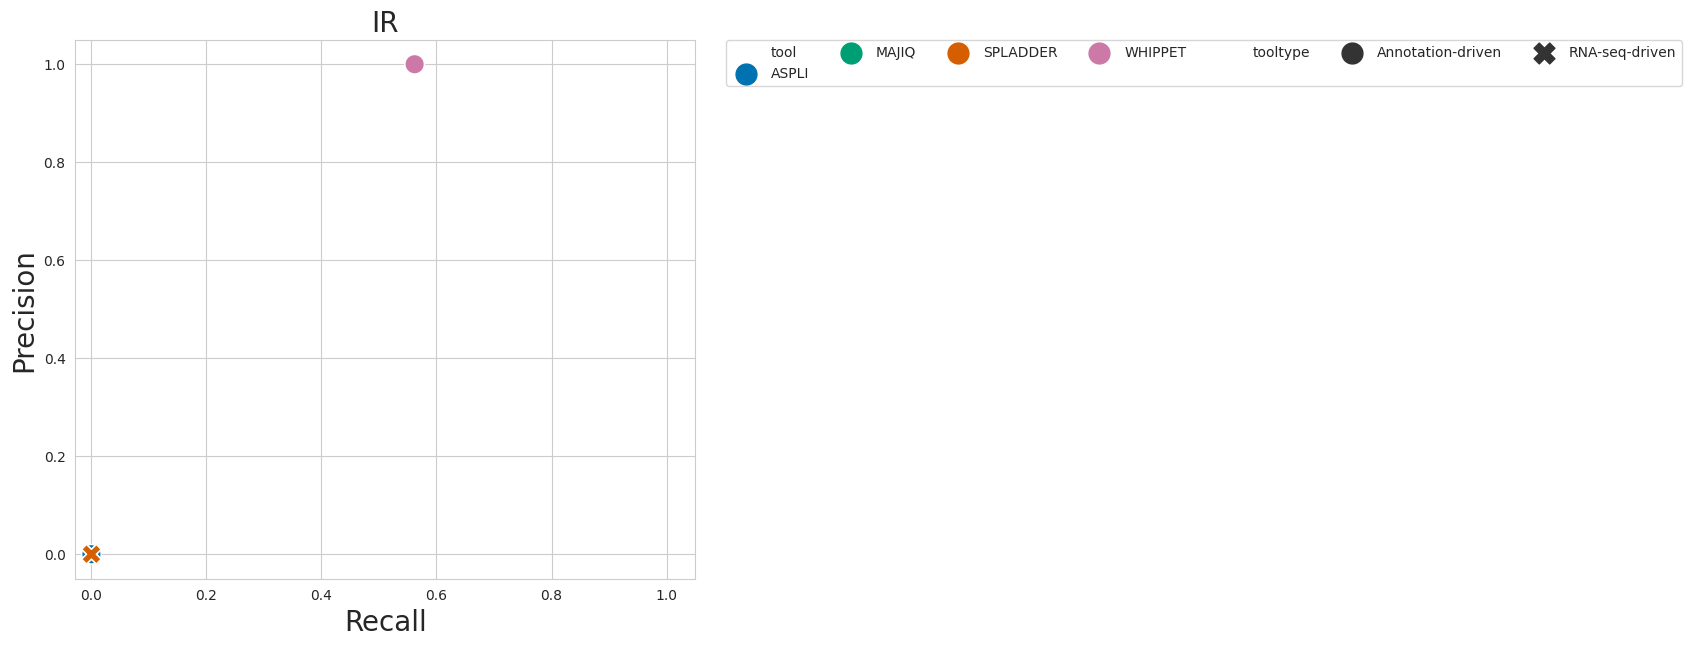 IR
tool MAJIQ SPLADDER WHIPPET tooltype Annotation-driven RNA-seq-driven
ASPLI
1.0
0.8
0.6
0.4
0.2
0.0
Precision
0.0 0.2 0.4 0.6 0.8 1.0
Recall